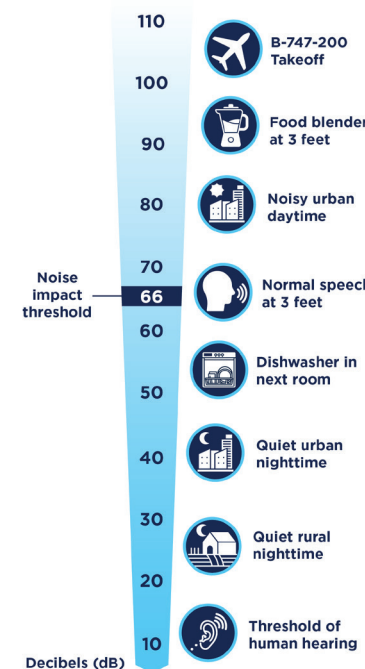 110
B-747-200
Takeoff
100
Food blender
at 3 feet
90
80
Noisy urban
daytime
70
Noise
impact
threshold
66
Normal speech
at 3 feet
60
Dishwasher in
next room
50
40
Quiet urban
nighttime
30
Quiet rural
nighttime
20
10
Threshold of
human hearing
Decibels (dB)